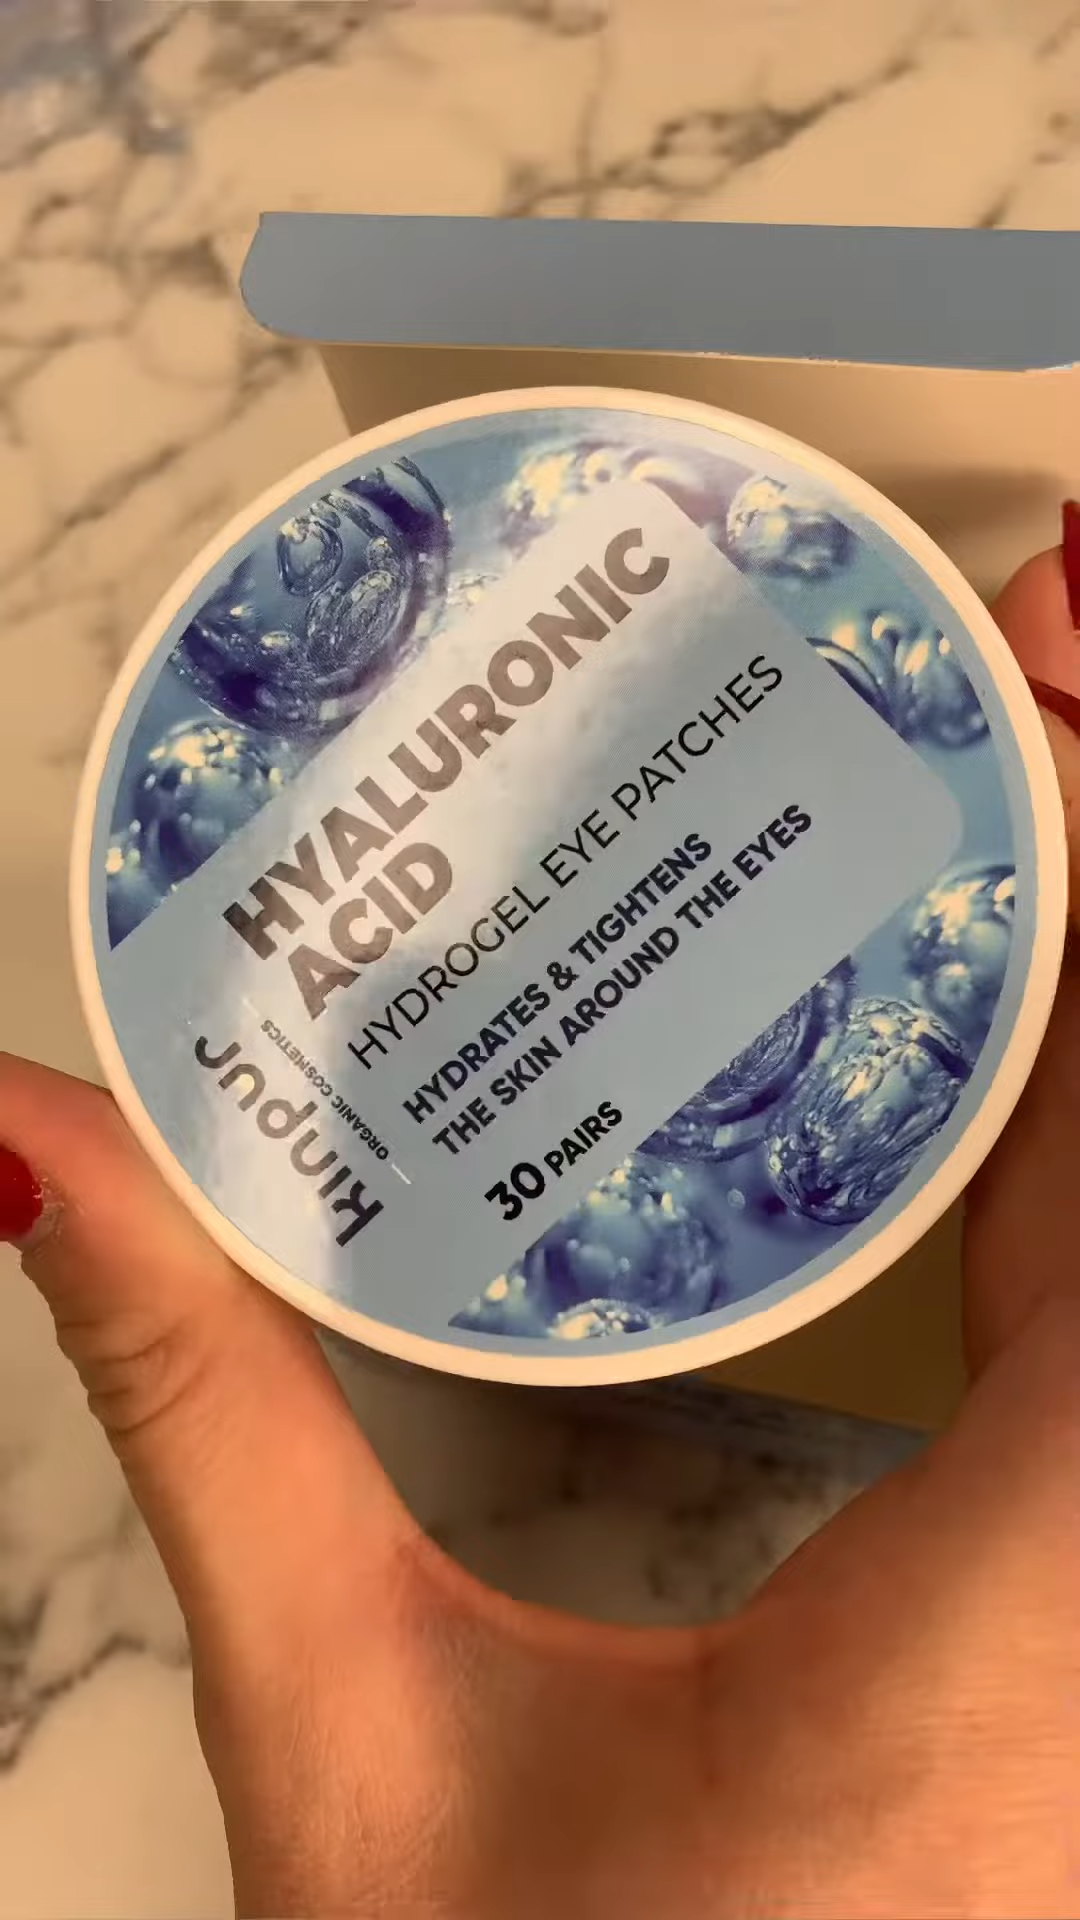 HYALURONIC
ACID
HYDROGEL EYE PATCHES
HYDRATES & TIGHTENS
THE SKIN AROUND THE EYES
30 PAIRS
kinpur
ORGANIC COSMETICS